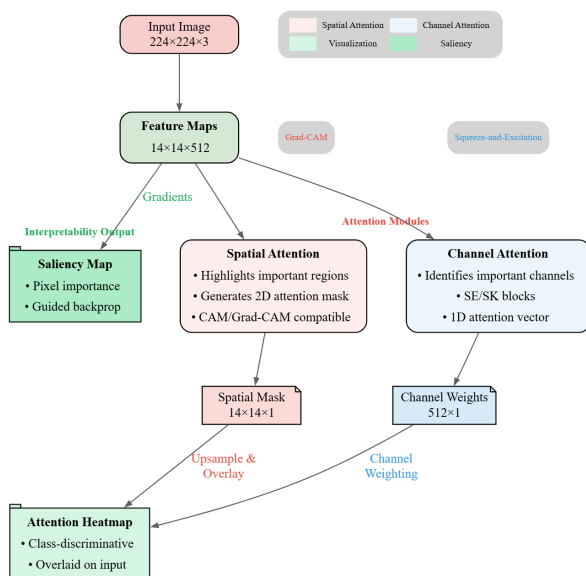 Input Image
224×224×3
Spatial Attention
Channel Attention
Visualization
Saliency
Feature Maps
14×14×512
Grad-CAM
Squeeze-and-Excitation
Gradients
Attention Modules
Interpretability Output
Saliency Map
• Pixel importance
• Guided backprop
Spatial Attention
• Highlights important regions
• Generates 2D attention mask
• CAM/Grad-CAM compatible
Channel Attention
• Identifies important channels
• SE/SK blocks
• 1D attention vector
Spatial Mask
14×14×1
Channel Weights
512×1
Upsample &
Overlay
Channel
Weighting
Attention Heatmap
• Class-discriminative
• Overlaid on input